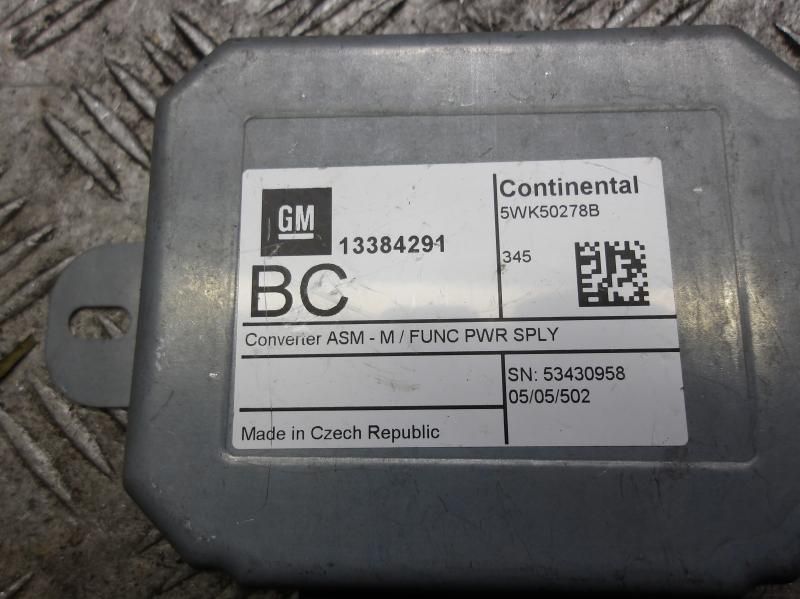 GM
13384291
BC
Continental
5WK50278B
345
Converter ASM - M / FUNC PWR SPLY
SN: 53430958
05/05/502
Made in Czech Republic